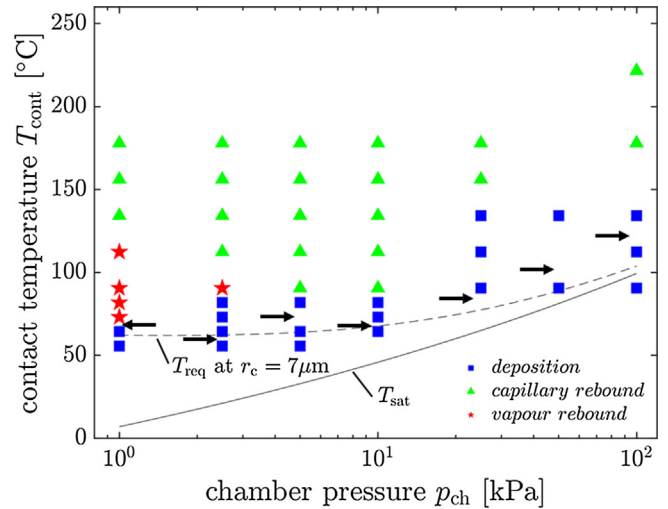 contact temperature T_cont [°C]
250
200
150
100
50
0
T_req at r_c = 7μm
T_sat
deposition
capillary rebound
vapour rebound
10^0
10^1
10^2
chamber pressure p_ch [kPa]